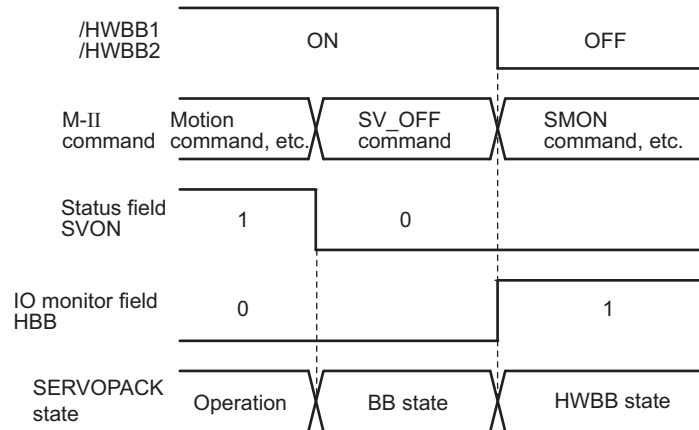 /HWBB1
/HWBB2
ON
OFF
M-II
command
Motion
command, etc.
SV_OFF
command
SMON
command, etc.
Status field
SVON
1
0
IO monitor field
HBB
0
1
SERVOPACK
state
Operation
BB state
HWBB state